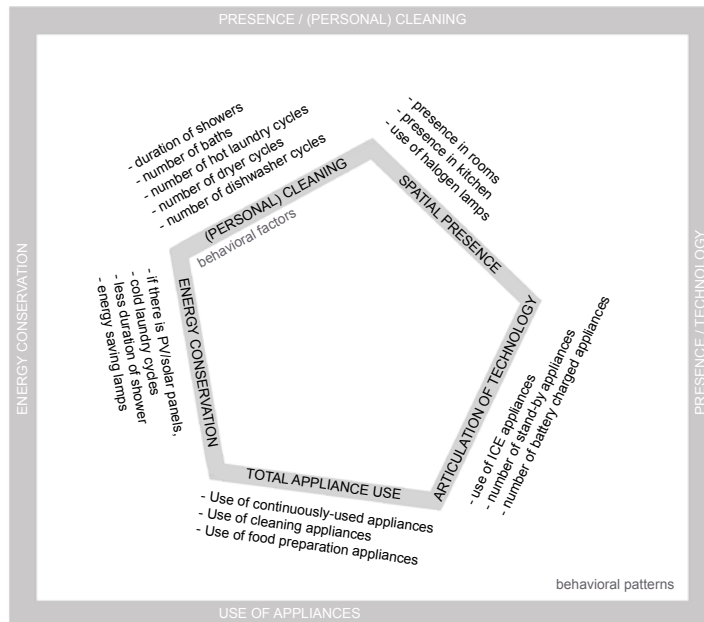 PRESENCE / (PERSONAL) CLEANING
- duration of showers
- number of baths
- number of hot laundry cycles
- number of dryer cycles
- number of dishwasher cycles
(PERSONAL) CLEANING
behavioral factors
- presence in rooms
- presence in kitchen
- use of halogen lamps
SPATIAL PRESENCE
ENERGY CONSERVATION
- if there is PV/solar panels,
- cold laundry cycles
- less duration of shower
- energy saving lamps
ENERGY CONSERVATION
ARTICULATION OF TECHNOLOGY
- use of ICE appliances
- number of stand-by appliances
- number of battery charged appliances
PRESENCE / TECHNOLOGY
TOTAL APPLIANCE USE
- Use of continuously-used appliances
- Use of cleaning appliances
- Use of food preparation appliances
behavioral patterns
USE OF APPLIANCES